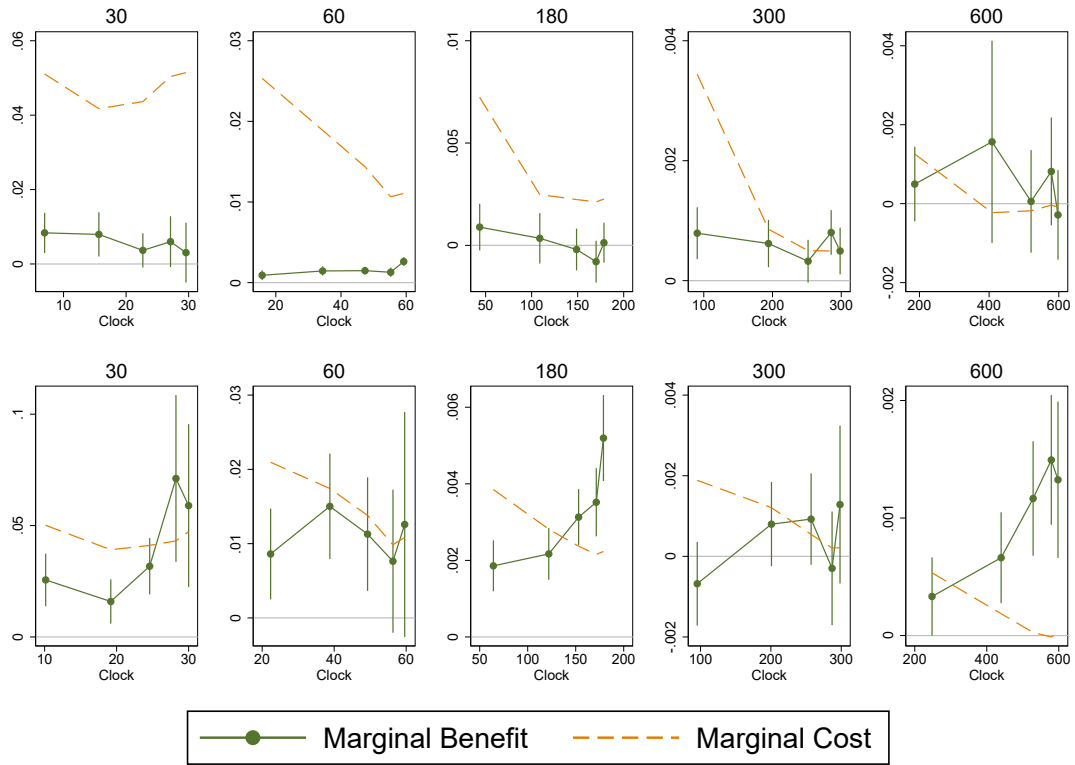 30 60 180 300 600
.06 .03 .01 .004 .004
.04 .02 .005 .002 .002
.02 .01 0 0 0
0 0 -.002
10 20 30 0 20 40 60 50 100 150 200 100 200 300 200 400 600
Clock Clock Clock Clock Clock
30 60 180 300 600
.1 .03 .006 .004 .002
.05 .02 .004 .002 .001
0 .01 .002 0 0
0 0 -.002
10 20 30 20 40 60 50 100 150 200 100 200 300 200 400 600
Clock Clock Clock Clock Clock
Marginal Benefit Marginal Cost